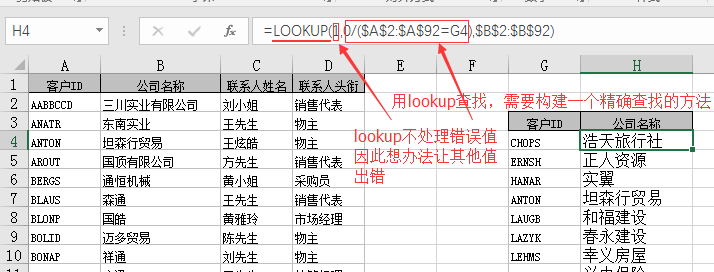 H4 fx =LOOKUP(1,0/($A$2:$A$92=G4),$B$2:$B$92)
A B C D E F G H
1 客户ID 公司名称 联系人姓名 联系人头衔
用lookup查找，需要构建一个精确查找的方法
2 AABBCCD 三川实业有限公司 刘小姐 销售代表
3 ANATR 东南实业 王先生 物主 客户ID 公司名称
lookup不处理错误值
因此想办法让其他值
出错
4 ANTON 坦森行贸易 王炫皓 物主 CHOPS 浩天旅行社
5 AROUT 国顶有限公司 方先生 销售代表 ERNSH 正人资源
6 BERGS 通恒机械 黄小姐 采购员 HANAR 实翼
7 BLAUS 森通 王先生 销售代表 ANTON 坦森行贸易
8 BLONP 国皓 黄雅玲 市场经理 LAUGB 和福建设
9 BOLID 迈多贸易 陈先生 物主 LAZYK 春永建设
10 BONAP 祥通 刘先生 物主 LEHMS 幸义房屋